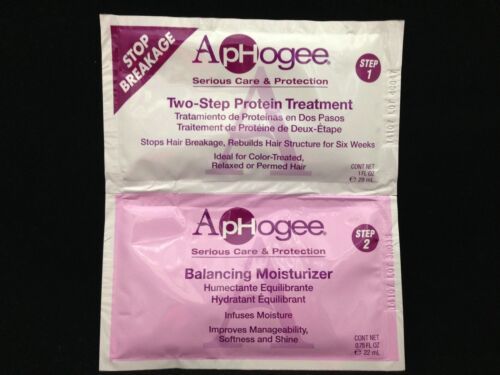 STOP
BREAKAGE
ApHogee®
STEP
1
Serious Care & Protection
Two-Step Protein Treatment
Tratamiento de Proteínas en Dos Pasos
Traitement de Protéine de Deux-Étape
Stops Hair Breakage, Rebuilds Hair Structure for Six Weeks
Ideal for Color-Treated,
Relaxed or Permed Hair
CONT NET
1 FL OZ
℮ 29 mL
ApHogee®
STEP
2
Serious Care & Protection
Balancing Moisturizer
Humectante Equilibrante
Hydratant Équilibrant
Infuses Moisture
Improves Manageability,
Softness and Shine
CONT NET
0.75 FL OZ
℮ 22 mL